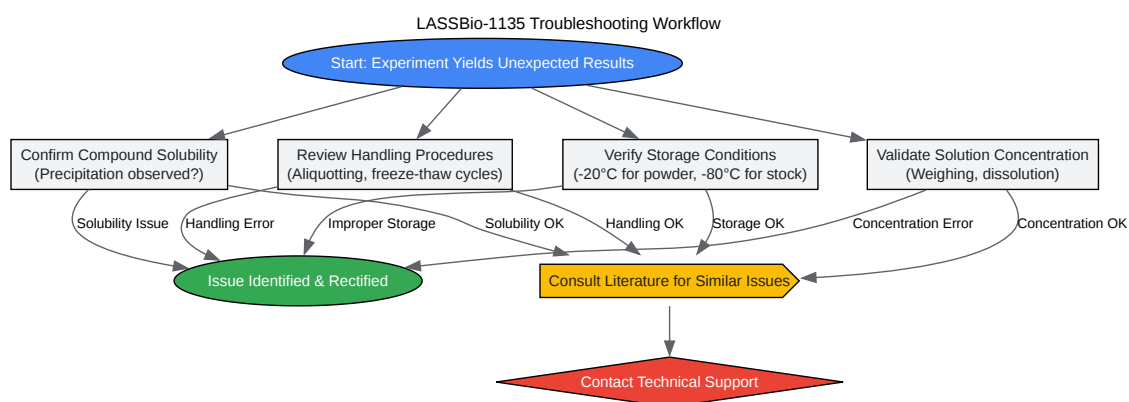 LASSBio-1135 Troubleshooting Workflow
Start: Experiment Yields Unexpected Results
Confirm Compound Solubility
(Precipitation observed?)
Review Handling Procedures
(Aliquotting, freeze-thaw cycles)
Verify Storage Conditions
(-20°C for powder, -80°C for stock)
Validate Solution Concentration
(Weighing, dissolution)
Solubility Issue
Handling Error
Improper Storage
Solubility OK
Handling OK
Storage OK
Concentration Error
Concentration OK
Issue Identified & Rectified
Consult Literature for Similar Issues
Contact Technical Support